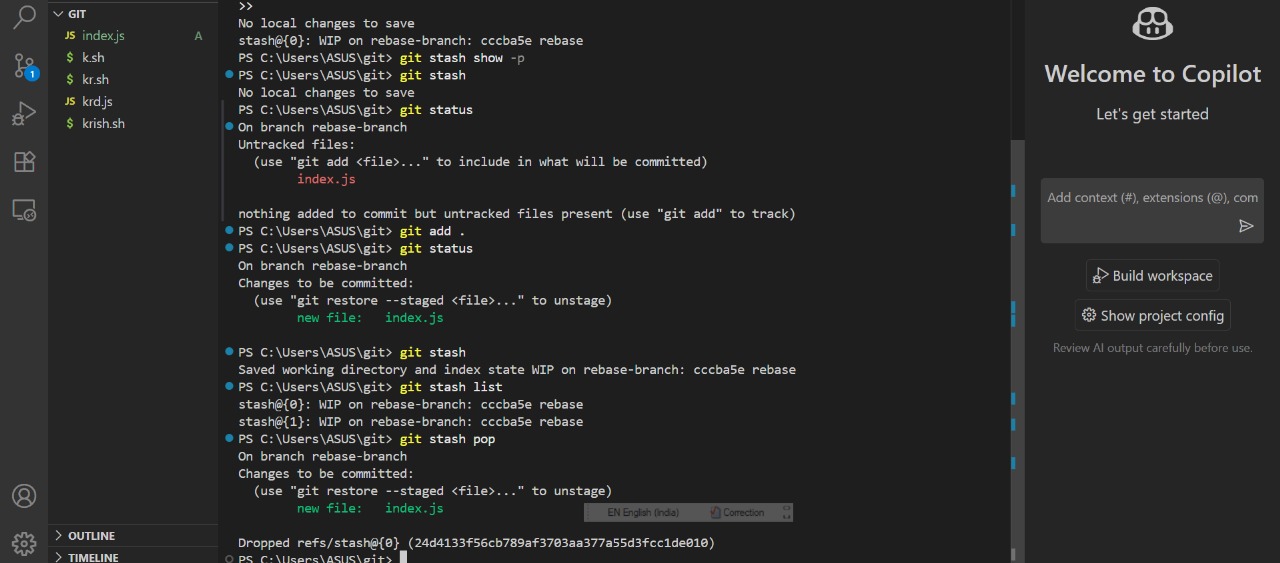 GIT
JS index.js A
$ k.sh
$ kr.sh
JS krd.js
$ krish.sh
OUTLINE
TIMELINE
1
>>
No local changes to save
stash@{0}: WIP on rebase-branch: cccba5e rebase
PS C:\Users\ASUS\git> git stash show -p
PS C:\Users\ASUS\git> git stash
No local changes to save
PS C:\Users\ASUS\git> git status
On branch rebase-branch
Untracked files:
(use "git add <file>..." to include in what will be committed)
index.js
nothing added to commit but untracked files present (use "git add" to track)
PS C:\Users\ASUS\git> git add .
PS C:\Users\ASUS\git> git status
On branch rebase-branch
Changes to be committed:
(use "git restore --staged <file>..." to unstage)
new file: index.js
PS C:\Users\ASUS\git> git stash
Saved working directory and index state WIP on rebase-branch: cccba5e rebase
PS C:\Users\ASUS\git> git stash list
stash@{0}: WIP on rebase-branch: cccba5e rebase
stash@{1}: WIP on rebase-branch: cccba5e rebase
PS C:\Users\ASUS\git> git stash pop
On branch rebase-branch
Changes to be committed:
(use "git restore --staged <file>..." to unstage)
new file: index.js
EN English (India) Correction
Dropped refs/stash@{0} (24d4133f56cb789af3703aa377a55d3fcc1de010)
PS C:\Users\ASUS\git>
Welcome to Copilot
Let's get started
Add context (#), extensions (@), com
Build workspace
Show project config
Review AI output carefully before use.